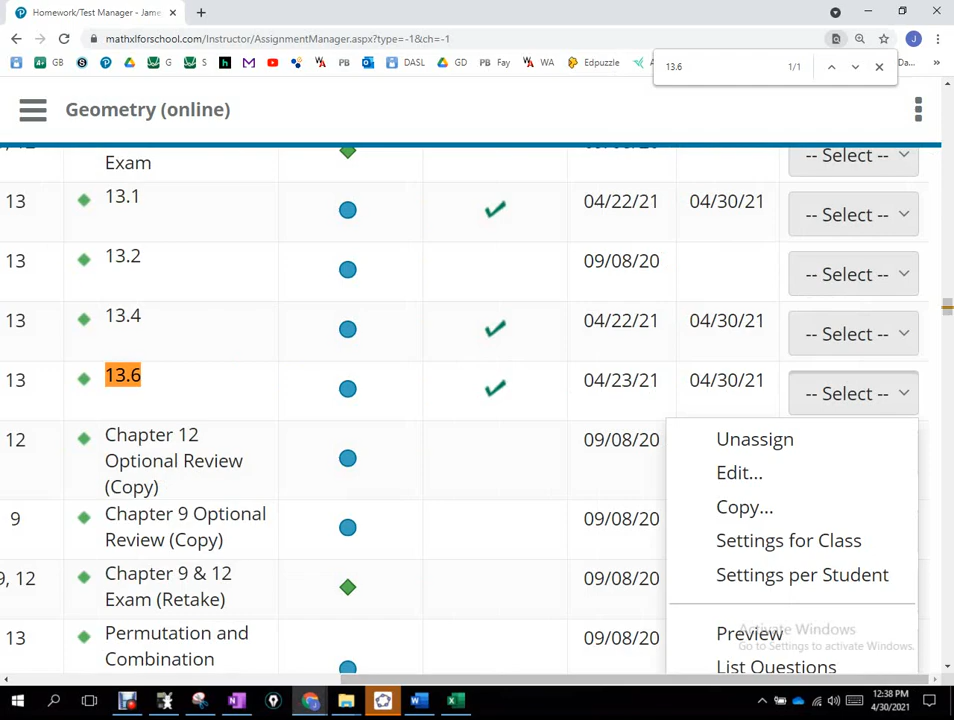 Homework/Test Manager - Jame
mathxlforschool.com/Instructor/AssignmentManager.aspx?type=-1&ch=-1
GB S G S h M PB DASL GD PB Fay WA Edpuzzle Da... »
13.6 1/1
Geometry (online)
Exam -- Select --
13 13.1 04/22/21 04/30/21 -- Select --
13 13.2 09/08/20 -- Select --
13 13.4 04/22/21 04/30/21 -- Select --
13 13.6 04/23/21 04/30/21 -- Select --
12 Chapter 12 09/08/20
Optional Review
(Copy)
9 Chapter 9 Optional 09/08/20
Review (Copy)
9, 12 Chapter 9 & 12 09/08/20
Exam (Retake)
13 Permutation and 09/08/20
Combination
Unassign
Edit...
Copy...
Settings for Class
Settings per Student
Preview
List Questions
Activate Windows
Go to Settings to activate Windows.
12:38 PM
4/30/2021